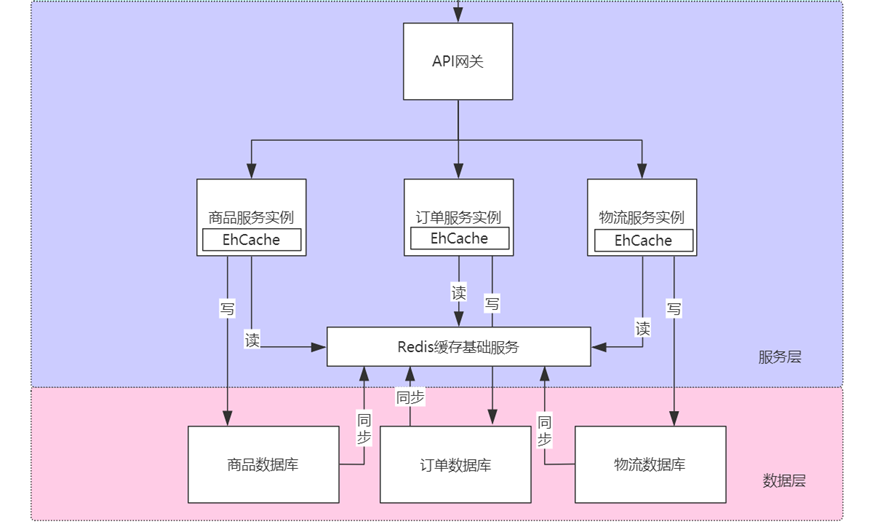 API网关
商品服务实例
EhCache
订单服务实例
EhCache
物流服务实例
EhCache
写
读
读
写
读
写
Redis缓存基础服务
服务层
同步
同步
同步
商品数据库
订单数据库
物流数据库
数据层